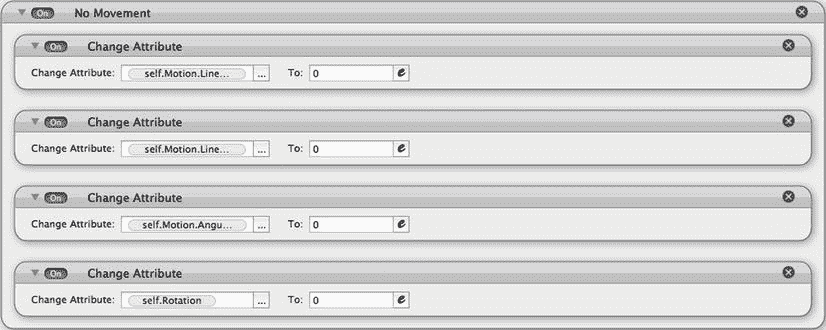 On No Movement
On Change Attribute
Change Attribute: self.Motion.Line... ... To: 0 e
On Change Attribute
Change Attribute: self.Motion.Line... ... To: 0 e
On Change Attribute
Change Attribute: self.Motion.Angu... ... To: 0 e
On Change Attribute
Change Attribute: self.Rotation ... To: 0 e